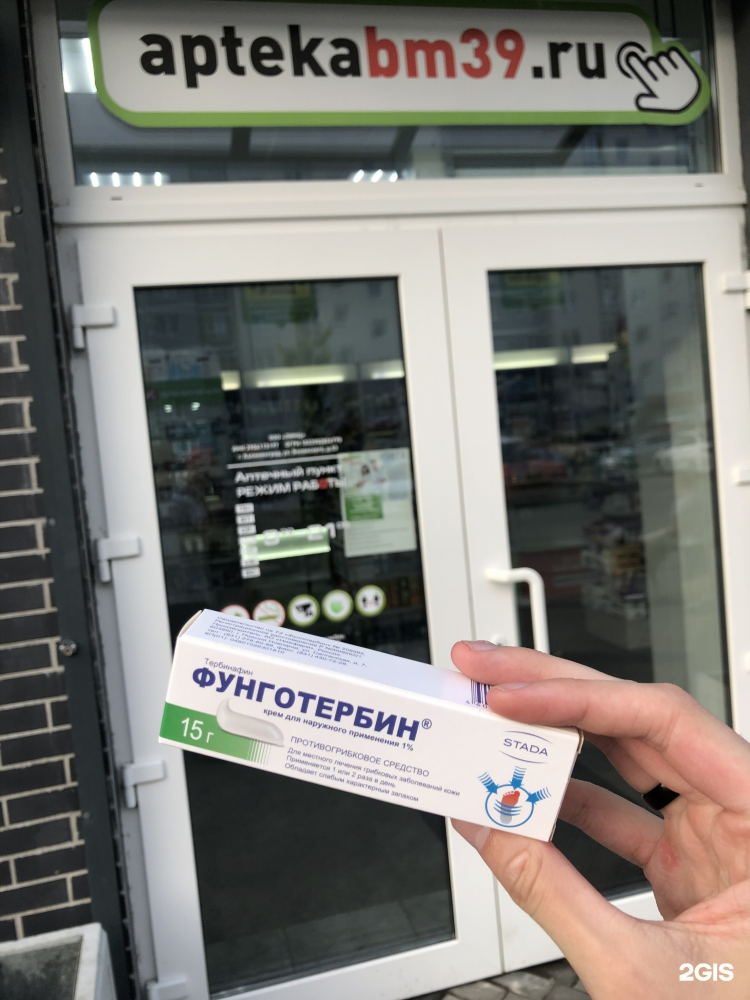 aptekabm39.ru
Аптечный пункт
РЕЖИМ РАБОТЫ
Тербинафин
ФУНГОТЕРБИН®
крем для наружного применения 1%
15 г
ПРОТИВОГРИБКОВОЕ СРЕДСТВО
Для местного лечения грибковых заболеваний кожи
Применяется 1 или 2 раза в день
Обладает слабым характерным запахом
STADA
2GIS